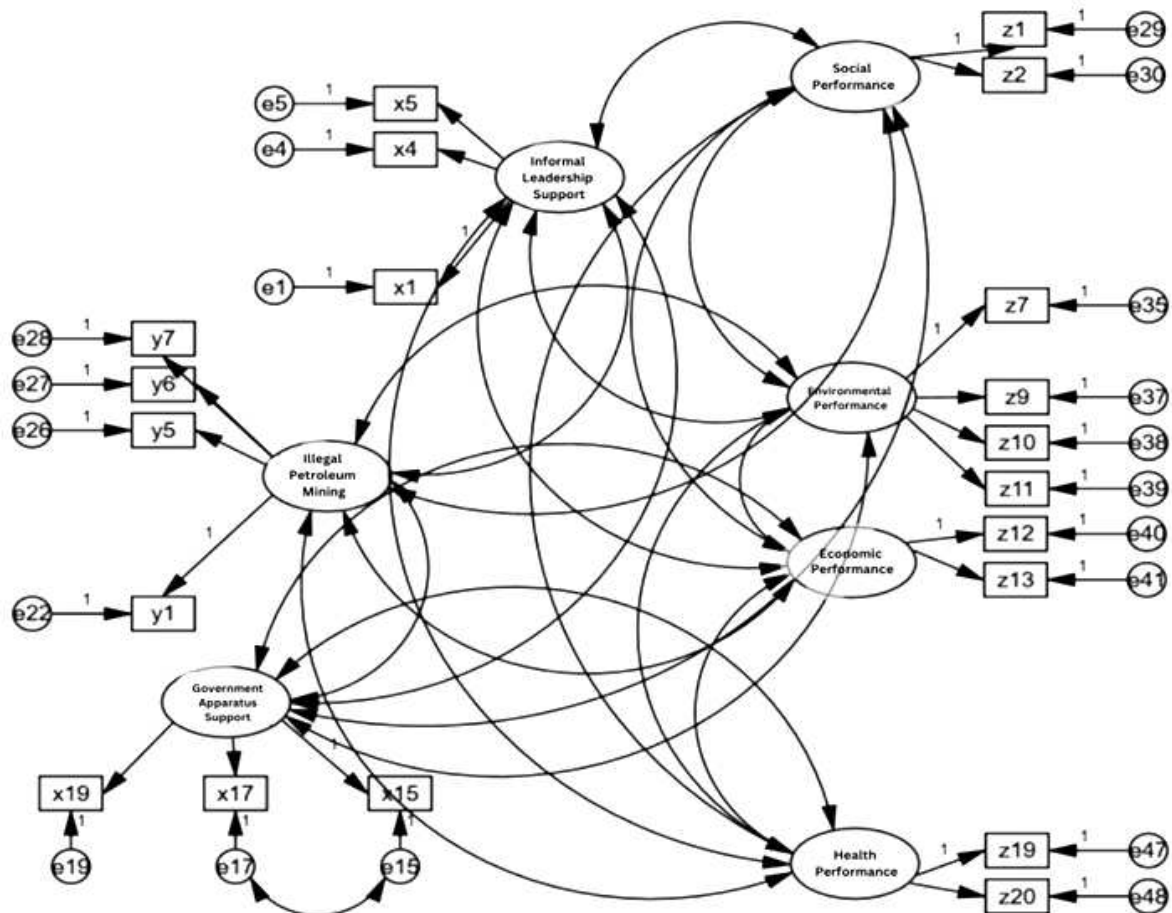 z1
1
e29
1
Social
Performance
z2
1
e30
e5
1
x5
e4
1
x4
Informal
Leadership
Support
1
e1
1
x1
z7
1
e35
1
e28
1
y7
e27
1
y6
e26
1
y5
Environmental
Performance
z9
1
e37
z10
1
e38
z11
1
e39
Illegal
Petroleum
Mining
1
z12
1
e40
1
Economic
Performance
z13
1
e41
e22
1
y1
Government
Apparatus
Support
1
x19
x17
x15
1
1
1
e19
e17
e15
Health
Performance
1
z19
1
e47
z20
1
e48